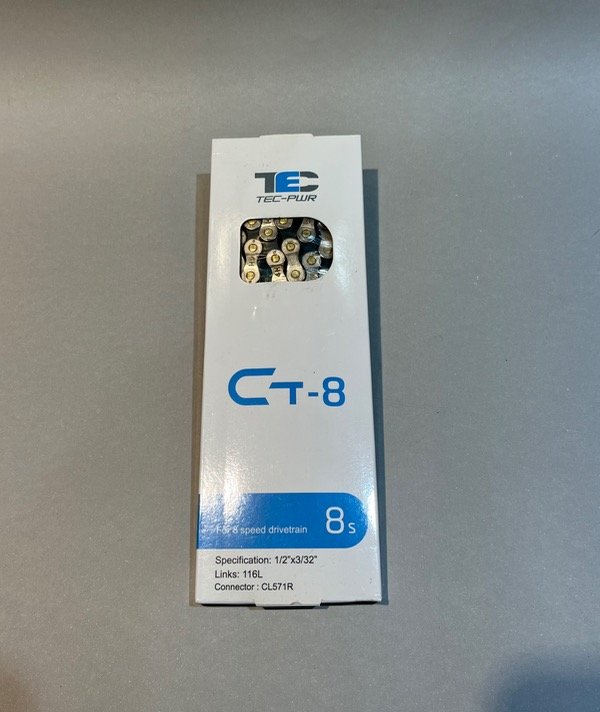 TEC
TEC-PWR
CT-8
For 8 speed drivetrain 8s
Specification: 1/2"x3/32"
Links: 116L
Connector : CL571R